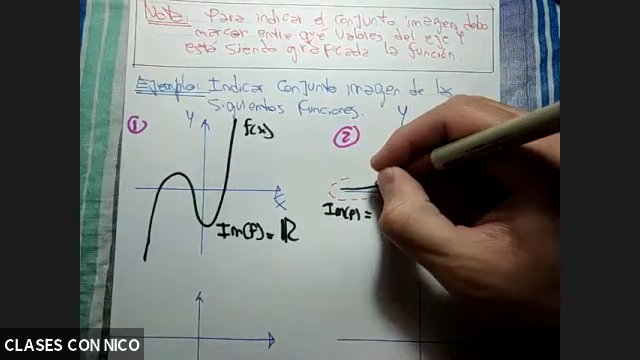 Nota: Para indicar el conjunto imagen debo
marcar entre qué valores del eje Y
está siendo graficada la función.
Ejemplo: Indicar Conjunto imagen de las
Siguientes funciones.
① Y f(x)
X
Im(f) = ℝ
② Y
Im(f) =
CLASES CON NICO